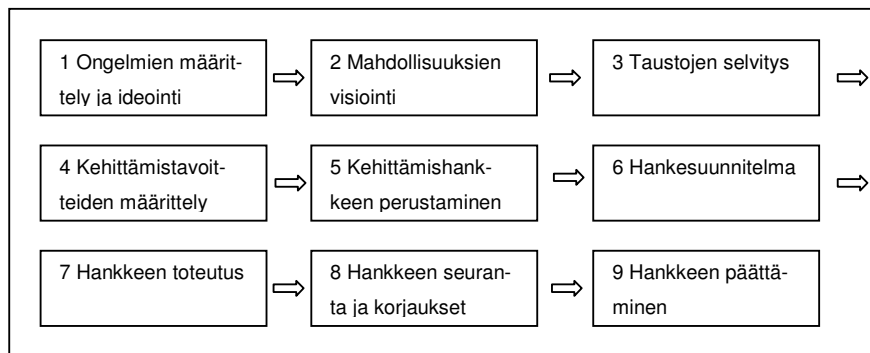 1 Ongelmien määrit-
tely ja ideointi
2 Mahdollisuuksien
visiointi
3 Taustojen selvitys
4 Kehittämistavoit-
teiden määrittely
5 Kehittämishank-
keen perustaminen
6 Hankesuunnitelma
7 Hankkeen toteutus
8 Hankkeen seuran-
ta ja korjaukset
9 Hankkeen päättä-
minen